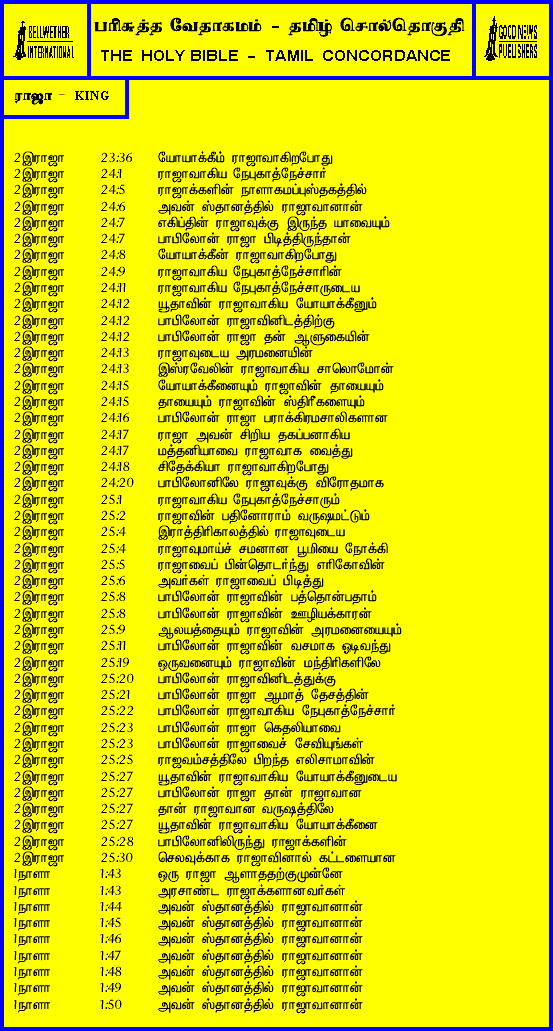 BELLWETHER
INTERNATIONAL
பரிசுத்த வேதாகமம் - தமிழ் சொல்தொகுதி
THE HOLY BIBLE - TAMIL CONCORDANCE
GOOD NEWS
PUBLISHERS
ராஜா - KING
2இராஜா 23:36 யோயாக்கீம் ராஜாவாகிறபோது
2இராஜா 24:1 ராஜாவாகிய நேபுகாத்நேச்சார்
2இராஜா 24:5 ராஜாக்களின் நாளாகமப்புஸ்தகத்தில்
2இராஜா 24:6 அவன் ஸ்தானத்தில் ராஜாவானான்
2இராஜா 24:7 எகிப்தின் ராஜாவுக்கு இருந்த யாவையும்
2இராஜா 24:7 பாபிலோன் ராஜா பிடித்திருந்தான்
2இராஜா 24:8 யோயாக்கீன் ராஜாவாகிறபோது
2இராஜா 24:9 ராஜாவாகிய நேபுகாத்நேச்சாரின்
2இராஜா 24:11 ராஜாவாகிய நேபுகாத்நேச்சாருடைய
2இராஜா 24:12 யூதாவின் ராஜாவாகிய யோயாக்கீனும்
2இராஜா 24:12 பாபிலோன் ராஜாவினிடத்திற்கு
2இராஜா 24:12 பாபிலோன் ராஜா தன் ஆளுகையின்
2இராஜா 24:13 ராஜாவுடைய அரமனையின்
2இராஜா 24:13 இஸ்ரவேலின் ராஜாவாகிய சாலொமோன்
2இராஜா 24:15 யோயாக்கீனையும் ராஜாவின் தாயையும்
2இராஜா 24:15 தாயையும் ராஜாவின் ஸ்திரீகளையும்
2இராஜா 24:16 பாபிலோன் ராஜா பராக்கிரமசாலிகளான
2இராஜா 24:17 ராஜா அவன் சிறிய தகப்பனாகிய
2இராஜா 24:17 மத்தனியாவை ராஜாவாக வைத்து
2இராஜா 24:18 சிதேக்கியா ராஜாவாகிறபோது
2இராஜா 24:20 பாபிலோனிலே ராஜாவுக்கு விரோதமாக
2இராஜா 25:1 ராஜாவாகிய நேபுகாத்நேச்சாரும்
2இராஜா 25:2 ராஜாவின் பதினோராம் வருஷமட்டும்
2இராஜா 25:4 இராத்திரிகாலத்தில் ராஜாவுடைய
2இராஜா 25:4 ராஜாவுமாய்ச் சமனான பூமியை நோக்கி
2இராஜா 25:5 ராஜாவைப் பின்தொடர்ந்து எரிகோவின்
2இராஜா 25:6 அவர்கள் ராஜாவைப் பிடித்து
2இராஜா 25:8 பாபிலோன் ராஜாவின் பத்தொன்பதாம்
2இராஜா 25:8 பாபிலோன் ராஜாவின் ஊழியக்காரன்
2இராஜா 25:9 ஆலயத்தையும் ராஜாவின் அரமனையையும்
2இராஜா 25:11 பாபிலோன் ராஜாவின் வசமாக ஓடிவந்து
2இராஜா 25:19 ஒருவனையும் ராஜாவின் மந்திரிகளிலே
2இராஜா 25:20 பாபிலோன் ராஜாவினிடத்துக்கு
2இராஜா 25:21 பாபிலோன் ராஜா ஆமாத் தேசத்தின்
2இராஜா 25:22 பாபிலோன் ராஜாவாகிய நேபுகாத்நேச்சார்
2இராஜா 25:23 பாபிலோன் ராஜா கெதலியாவை
2இராஜா 25:23 பாபிலோன் ராஜாவைச் சேவியுங்கள்
2இராஜா 25:25 ராஜவம்சத்திலே பிறந்த எலிசாமாவின்
2இராஜா 25:27 யூதாவின் ராஜாவாகிய யோயாக்கீனுடைய
2இராஜா 25:27 பாபிலோன் ராஜா தான் ராஜாவான
2இராஜா 25:27 தான் ராஜாவான வருஷத்திலே
2இராஜா 25:27 யூதாவின் ராஜாவாகிய யோயாக்கீனை
2இராஜா 25:28 பாபிலோனிலிருந்து ராஜாக்களின்
2இராஜா 25:30 செலவுக்காக ராஜாவினால் கட்டளையான
1நாளா 1:43 ஒரு ராஜா ஆளாததற்குமுன்னே
1நாளா 1:43 அரசாண்ட ராஜாக்களானவர்கள்
1நாளா 1:44 அவன் ஸ்தானத்தில் ராஜாவானான்
1நாளா 1:45 அவன் ஸ்தானத்தில் ராஜாவானான்
1நாளா 1:46 அவன் ஸ்தானத்தில் ராஜாவானான்
1நாளா 1:47 அவன் ஸ்தானத்தில் ராஜாவானான்
1நாளா 1:48 அவன் ஸ்தானத்தில் ராஜாவானான்
1நாளா 1:49 அவன் ஸ்தானத்தில் ராஜாவானான்
1நாளா 1:50 அவன் ஸ்தானத்தில் ராஜாவானான்